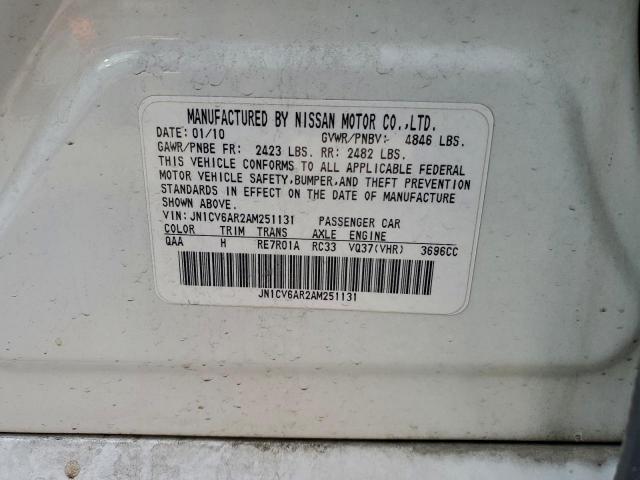 MANUFACTURED BY NISSAN MOTOR CO.,LTD.
DATE: 01/10 GVWR/PNBV: 4846 LBS.
GAWR/PNBE FR: 2423 LBS. RR: 2482 LBS.
THIS VEHICLE CONFORMS TO ALL APPLICABLE FEDERAL
MOTOR VEHICLE SAFETY,BUMPER,AND THEFT PREVENTION
STANDARDS IN EFFECT ON THE DATE OF MANUFACTURE
SHOWN ABOVE.
VIN: JN1CV6AR2AM251131 PASSENGER CAR
COLOR TRIM TRANS AXLE ENGINE
QAA H RE7R01A RC33 VQ37(VHR) 3696CC
JN1CV6AR2AM251131